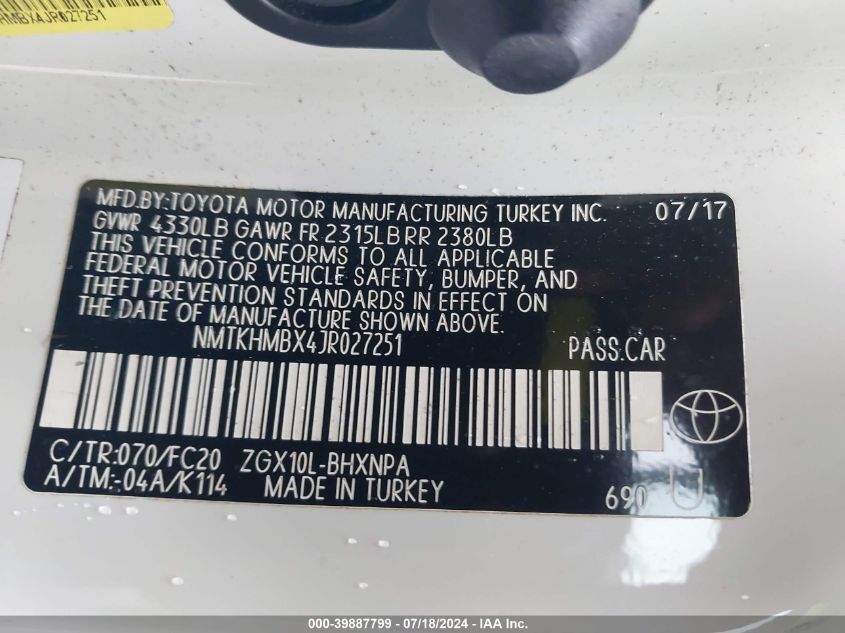 AMBX4JR027251
MFD.BY:TOYOTA MOTOR MANUFACTURING TURKEY INC. 07/17
GVWR 4330LB GAWR FR 2315LB RR 2380LB
THIS VEHICLE CONFORMS TO ALL APPLICABLE
FEDERAL MOTOR VEHICLE SAFETY, BUMPER, AND
THEFT PREVENTION STANDARDS IN EFFECT ON
THE DATE OF MANUFACTURE SHOWN ABOVE.
NMTKHMBX4JR027251 PASS.CAR
C/TR:070/FC20 ZGX10L-BHXNPA
A/TM:-04A/K114 MADE IN TURKEY 690 U
000-39887799 / 07/18/2024 - IAA Inc.